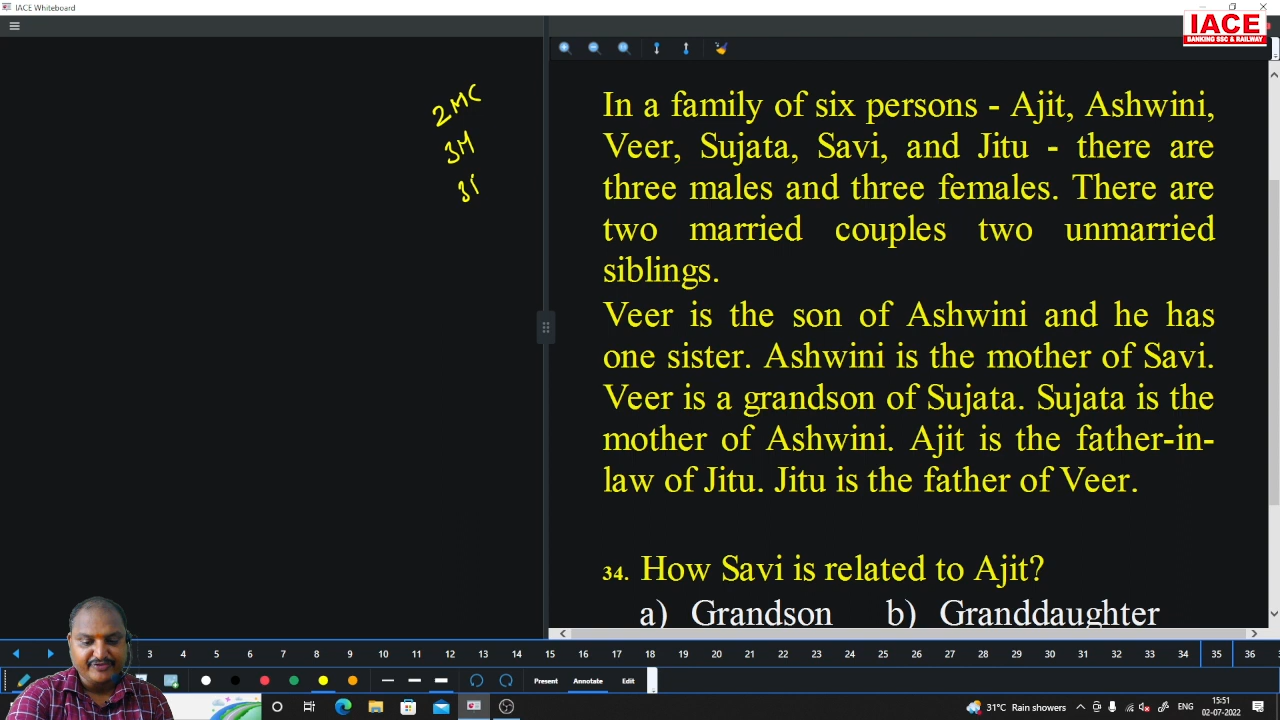 IACE Whiteboard
IACE
BANKING SSC & RAILWAY
2MC
3M
In a family of six persons - Ajit, Ashwini,
Veer, Sujata, Savi, and Jitu - there are
three males and three females. There are
two married couples two unmarried
siblings.
Veer is the son of Ashwini and he has
one sister. Ashwini is the mother of Savi.
Veer is a grandson of Sujata. Sujata is the
mother of Ashwini. Ajit is the father-in-
law of Jitu. Jitu is the father of Veer.
34. How Savi is related to Ajit?
a) Grandson b) Granddaughter
3 4 5 6 7 8 9 10 11 12 13 14 15 16 17 18 19 20 21 22 23 24 25 26 27 28 29 30 31 32 33 34 35 36
Present Annotate Edit
31°C Rain showers ENG 15:51
02-07-2022